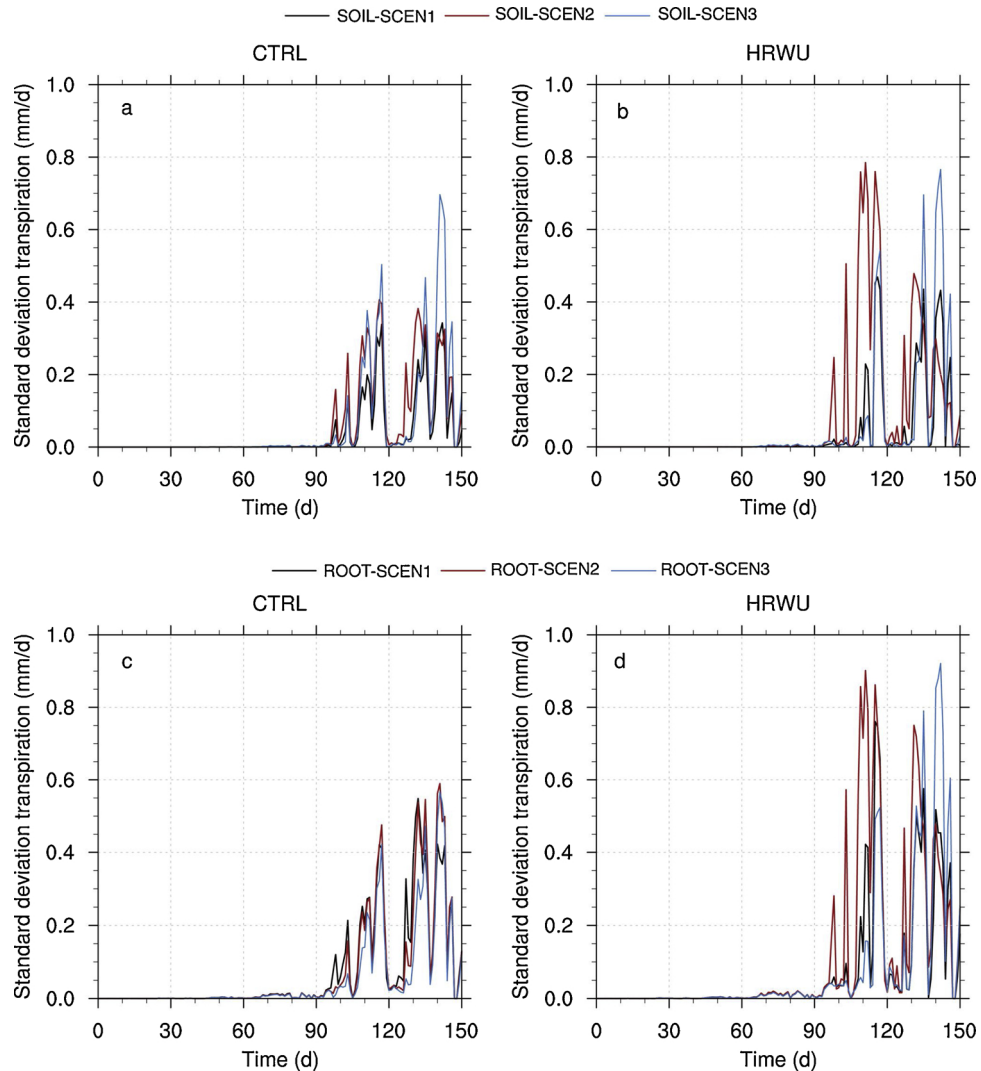 SOIL-SCEN1 SOIL-SCEN2 SOIL-SCEN3
CTRL HRWU
a b
Standard deviation transpiration (mm/d)
1.0
0.8
0.6
0.4
0.2
0.0
0 30 60 90 120 150
Time (d)
Standard deviation transpiration (mm/d)
1.0
0.8
0.6
0.4
0.2
0.0
0 30 60 90 120 150
Time (d)
ROOT-SCEN1 ROOT-SCEN2 ROOT-SCEN3
CTRL HRWU
c d
Standard deviation transpiration (mm/d)
1.0
0.8
0.6
0.4
0.2
0.0
0 30 60 90 120 150
Time (d)
Standard deviation transpiration (mm/d)
1.0
0.8
0.6
0.4
0.2
0.0
0 30 60 90 120 150
Time (d)